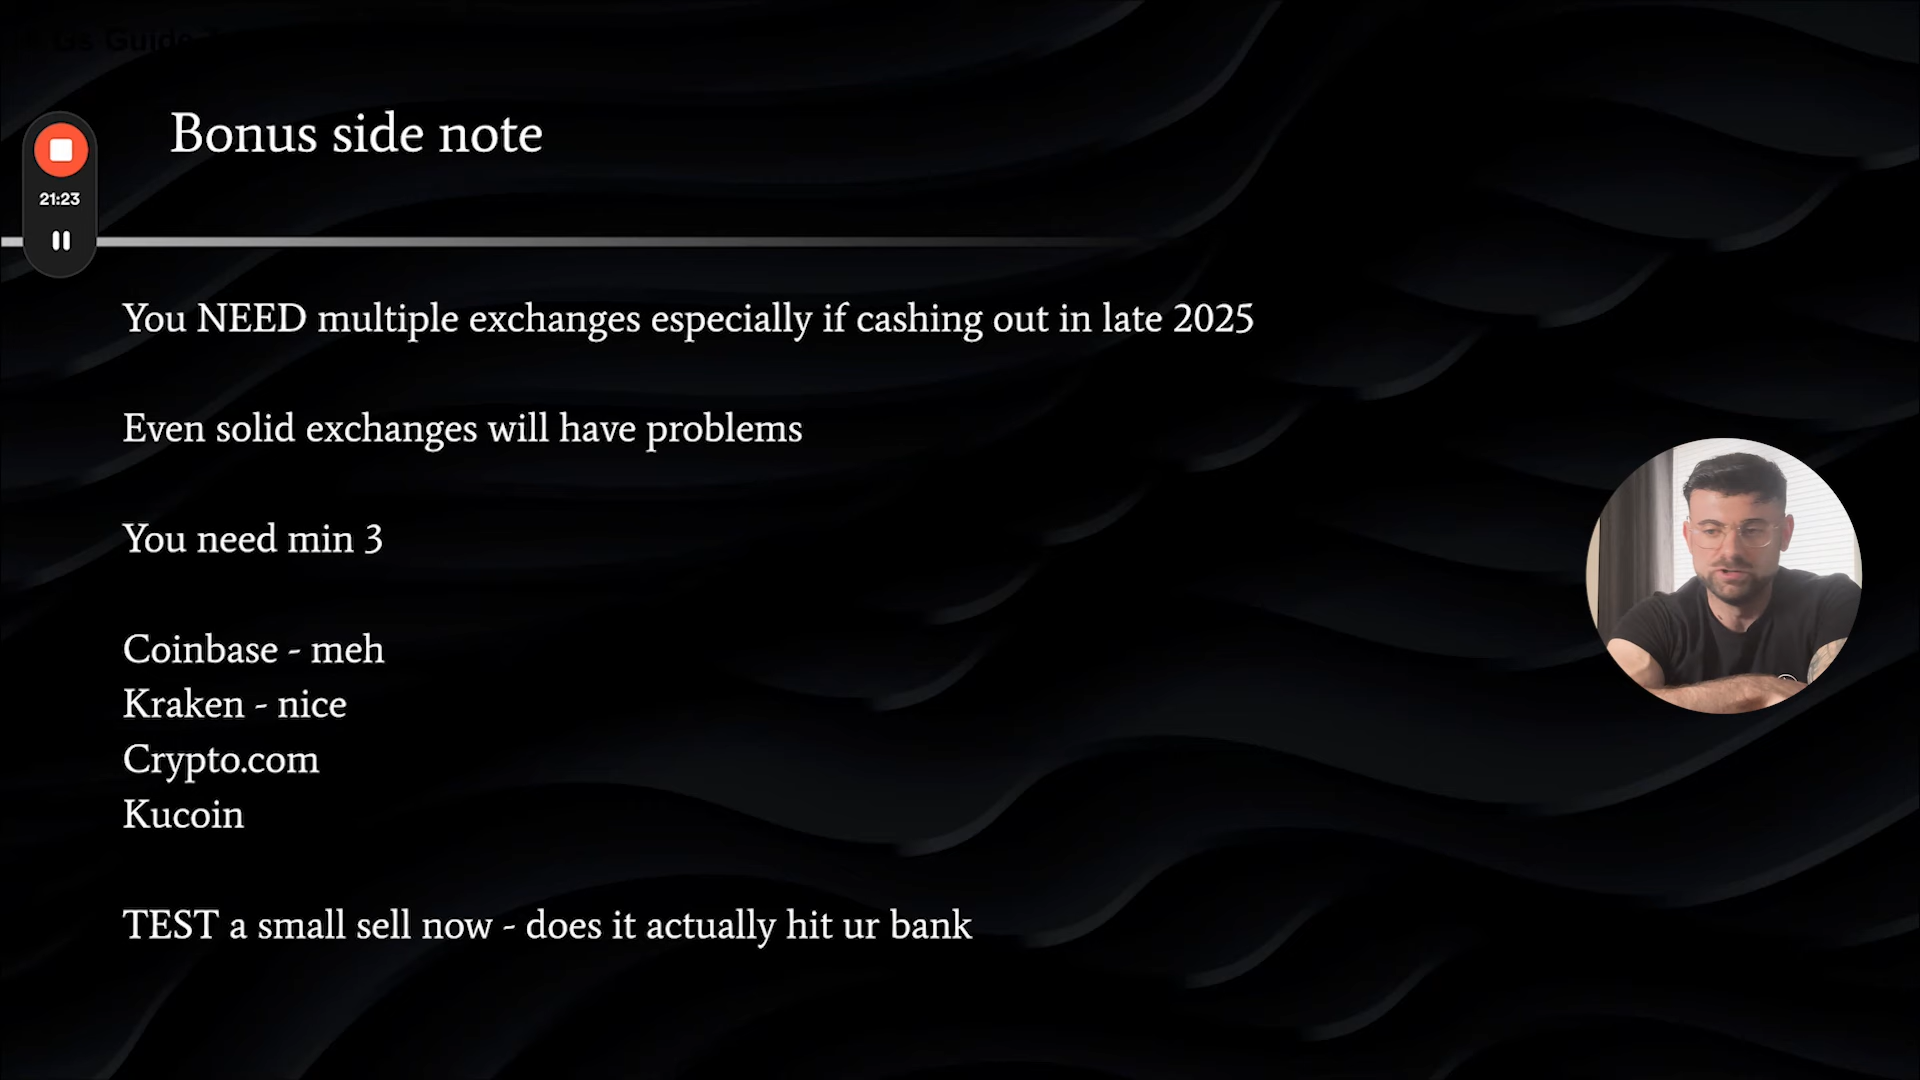 Gs Guide
Bonus side note
21:23
You NEED multiple exchanges especially if cashing out in late 2025
Even solid exchanges will have problems
You need min 3
Coinbase - meh
Kraken - nice
Crypto.com
Kucoin
TEST a small sell now - does it actually hit ur bank